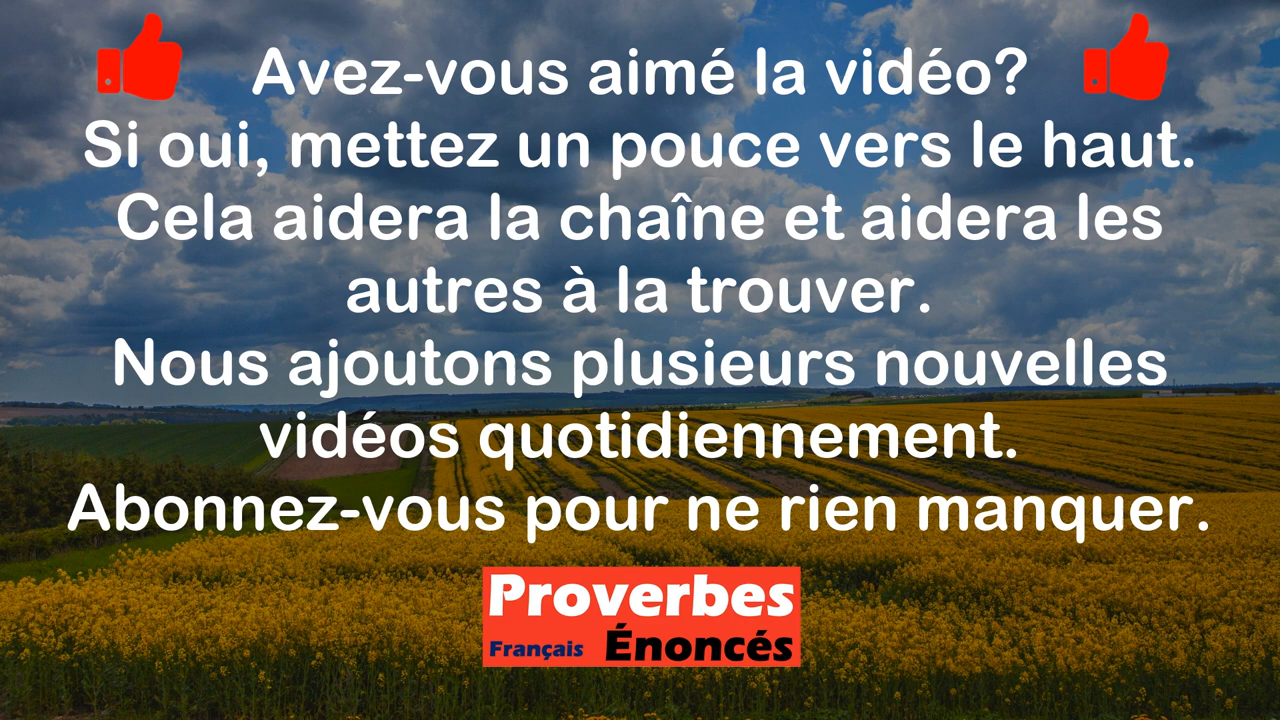 Avez-vous aimé la vidéo?
Si oui, mettez un pouce vers le haut.
Cela aidera la chaîne et aidera les
autres à la trouver.
Nous ajoutons plusieurs nouvelles
vidéos quotidiennement.
Abonnez-vous pour ne rien manquer.
Proverbes
Français Énoncés